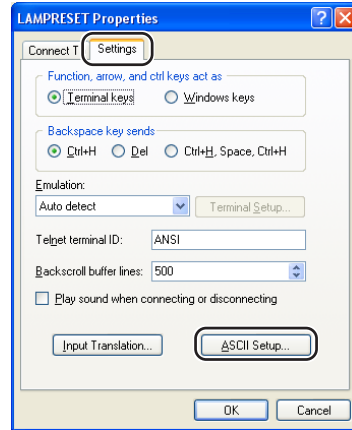 LAMPRESET Properties
Connect T Settings
Function, arrow, and ctrl keys act as
Terminal keys Windows keys
Backspace key sends
Ctrl+H Del Ctrl+H, Space, Ctrl+H
Emulation:
Auto detect Terminal Setup...
Telnet terminal ID: ANSI
Backscroll buffer lines: 500
Play sound when connecting or disconnecting
Input Translation... ASCII Setup...
OK Cancel